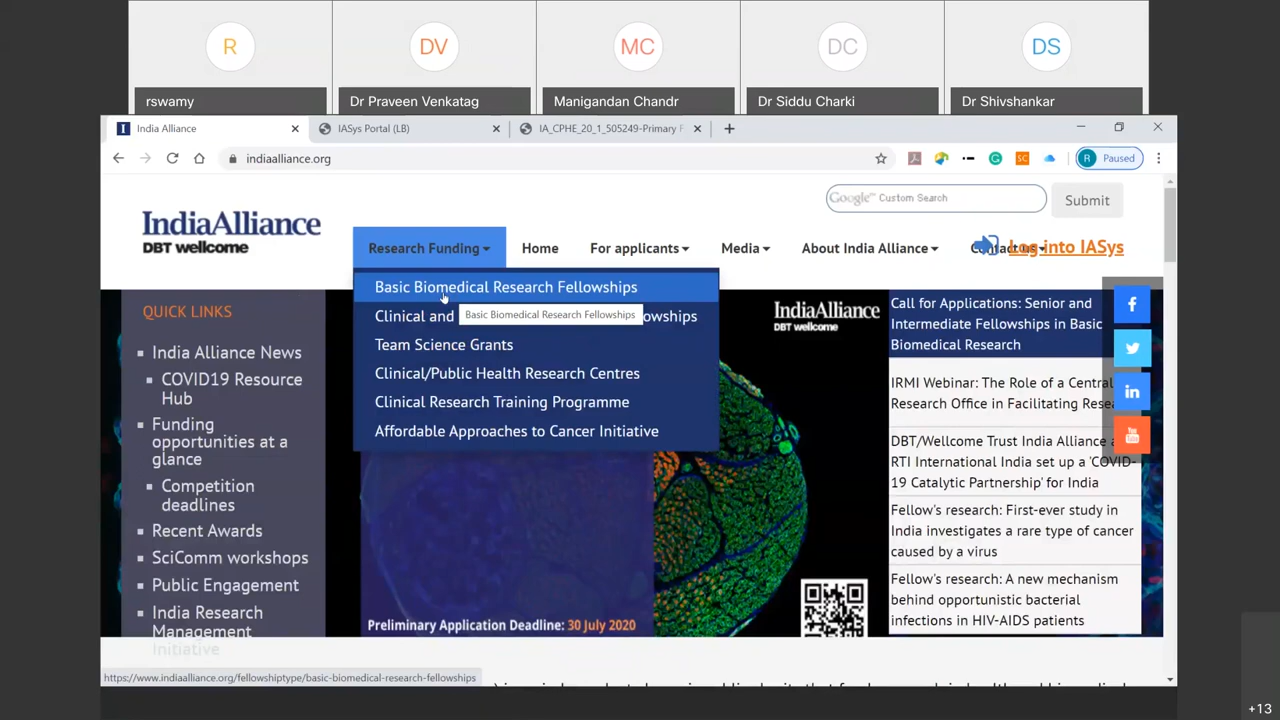 R
DV
MC
DC
DS
rswamy
Dr Praveen Venkatag
Manigandan Chandr
Dr Siddu Charki
Dr Shivshankar
India Alliance
IASys Portal (LB)
IA_CPHE_20_1_505249-Primary F
indiaalliance.org
SC
R
Paused
Google™ Custom Search
Submit
IndiaAlliance
DBT wellcome
Research Funding
Home
For applicants
Media
About India Alliance
Log into IASys
Basic Biomedical Research Fellowships
Clinical and
owships
Basic Biomedical Research Fellowships
Team Science Grants
Clinical/Public Health Research Centres
Clinical Research Training Programme
Affordable Approaches to Cancer Initiative
QUICK LINKS
India Alliance News
COVID19 Resource
Hub
Funding
opportunities at a
glance
Competition
deadlines
Recent Awards
SciComm workshops
Public Engagement
India Research
Management
Initiative
IndiaAlliance
DBT wellcome
Preliminary Application Deadline: 30 July 2020
Call for Applications: Senior and
Intermediate Fellowships in Basic
Biomedical Research
IRMI Webinar: The Role of a Central
Research Office in Facilitating Resea
DBT/Wellcome Trust India Alliance a
RTI International India set up a 'COVID-
19 Catalytic Partnership' for India
Fellow's research: First-ever study in
India investigates a rare type of cancer
caused by a virus
Fellow's research: A new mechanism
behind opportunistic bacterial
infections in HIV-AIDS patients
https://www.indiaalliance.org/fellowshiptype/basic-biomedical-research-fellowships
+13